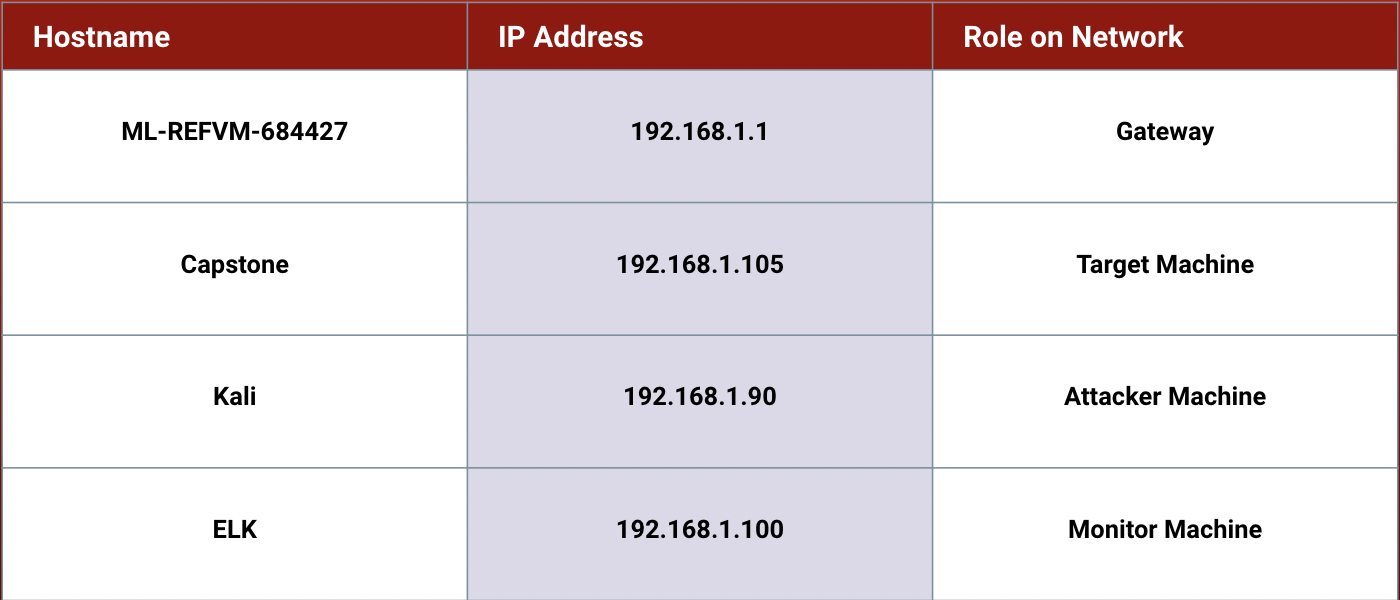 Hostname IP Address Role on Network
ML-REFVM-684427 192.168.1.1 Gateway
Capstone 192.168.1.105 Target Machine
Kali 192.168.1.90 Attacker Machine
ELK 192.168.1.100 Monitor Machine